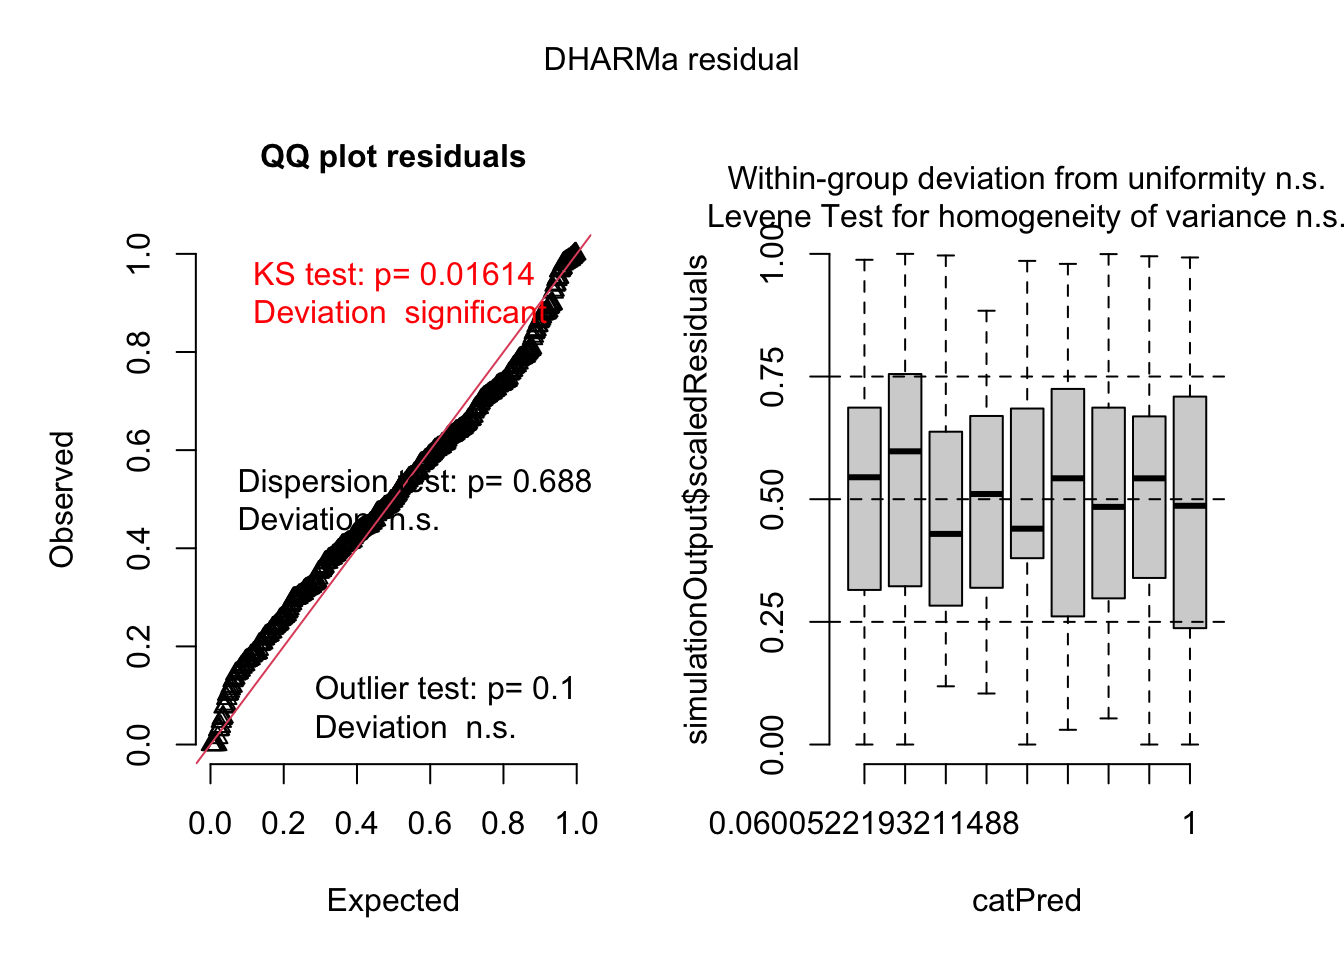 DHARMa residual
QQ plot residuals
KS test: p= 0.01614
Deviation  significant
Dispersion test: p= 0.688
Deviation n.s.
Outlier test: p= 0.1
Deviation  n.s.
Observed
0.0
0.2
0.4
0.6
0.8
1.0
0.0 0.2 0.4 0.6 0.8 1.0
Expected
Within-group deviation from uniformity n.s.
Levene Test for homogeneity of variance n.s.
simulationOutput$scaledResiduals
0.00
0.25
0.50
0.75
1.00
0.0600522193211488 1
catPred